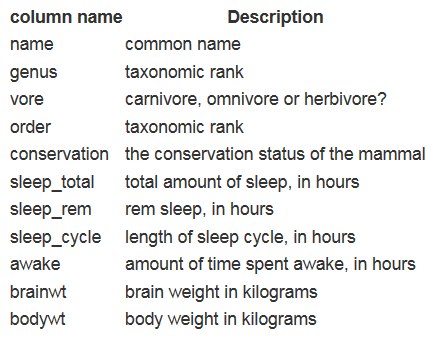 column name Description
name common name
genus taxonomic rank
vore carnivore, omnivore or herbivore?
order taxonomic rank
conservation the conservation status of the mammal
sleep_total total amount of sleep, in hours
sleep_rem rem sleep, in hours
sleep_cycle length of sleep cycle, in hours
awake amount of time spent awake, in hours
brainwt brain weight in kilograms
bodywt body weight in kilograms